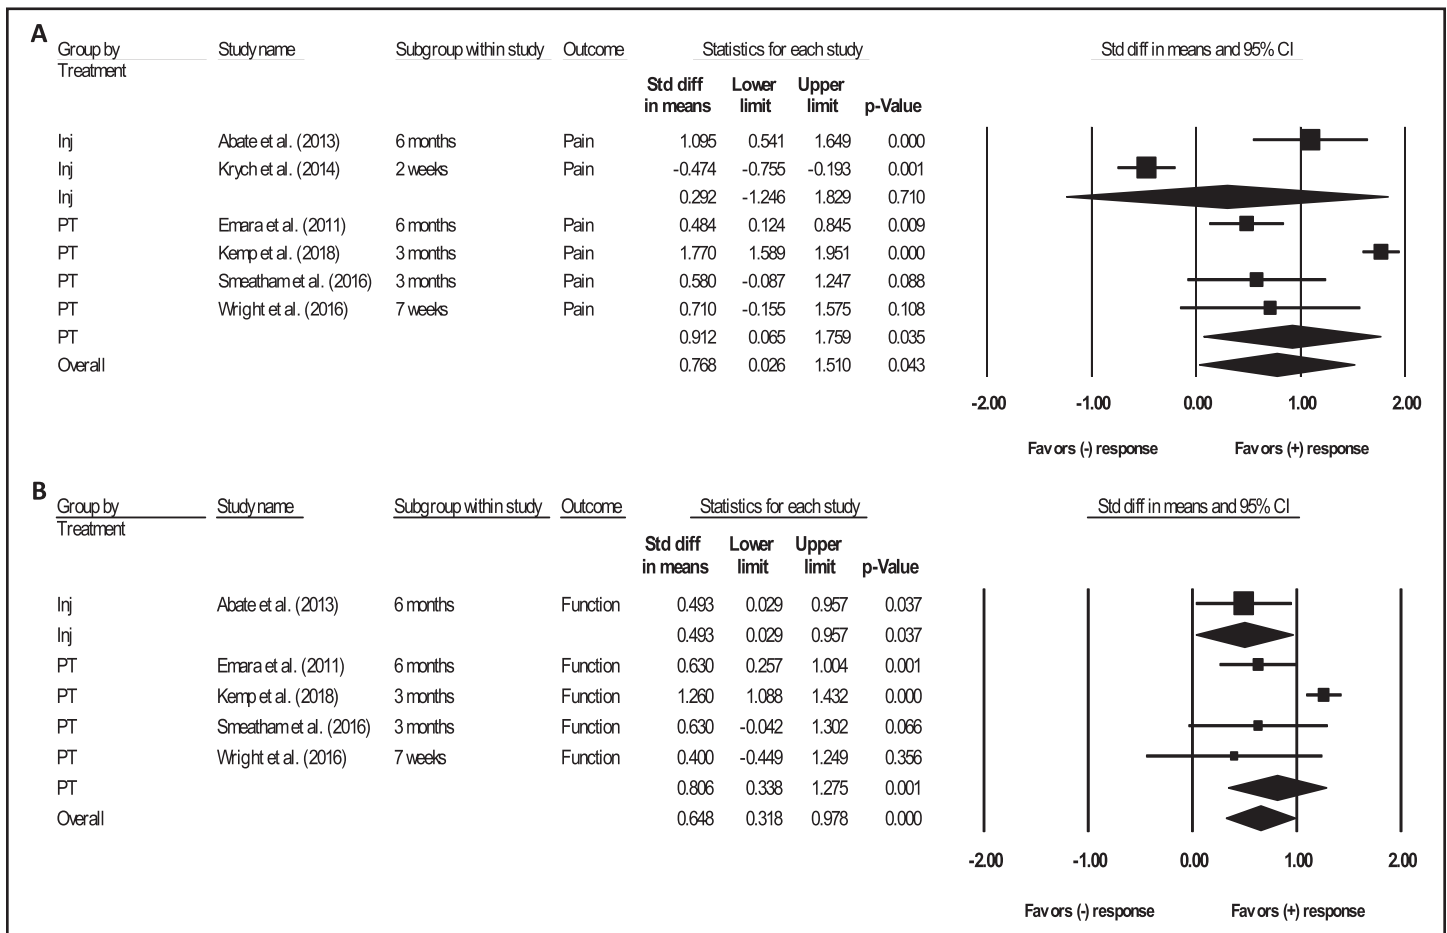 A
Group by Study name Subgroup within study Outcome Statistics for each study Std diff in means and 95% CI
Treatment
Std diff Lower Upper
in means limit limit p-Value
Inj Abate et al. (2013) 6 months Pain 1.095 0.541 1.649 0.000
Inj Krych et al. (2014) 2 weeks Pain -0.474 -0.755 -0.193 0.001
Inj 0.292 -1.246 1.829 0.710
PT Emara et al. (2011) 6 months Pain 0.484 0.124 0.845 0.009
PT Kemp et al. (2018) 3 months Pain 1.770 1.589 1.951 0.000
PT Smeatham et al. (2016) 3 months Pain 0.580 -0.087 1.247 0.088
PT Wright et al. (2016) 7 weeks Pain 0.710 -0.155 1.575 0.108
PT 0.912 0.065 1.759 0.035
Overall 0.768 0.026 1.510 0.043
-2.00 -1.00 0.00 1.00 2.00
Favors (-) response Favors (+) response
B
Group by Study name Subgroup within study Outcome Statistics for each study Std diff in means and 95% CI
Treatment
Std diff Lower Upper
in means limit limit p-Value
Inj Abate et al. (2013) 6 months Function 0.493 0.029 0.957 0.037
Inj 0.493 0.029 0.957 0.037
PT Emara et al. (2011) 6 months Function 0.630 0.257 1.004 0.001
PT Kemp et al. (2018) 3 months Function 1.260 1.088 1.432 0.000
PT Smeatham et al. (2016) 3 months Function 0.630 -0.042 1.302 0.066
PT Wright et al. (2016) 7 weeks Function 0.400 -0.449 1.249 0.356
PT 0.806 0.338 1.275 0.001
Overall 0.648 0.318 0.978 0.000
-2.00 -1.00 0.00 1.00 2.00
Favors (-) response Favors (+) response